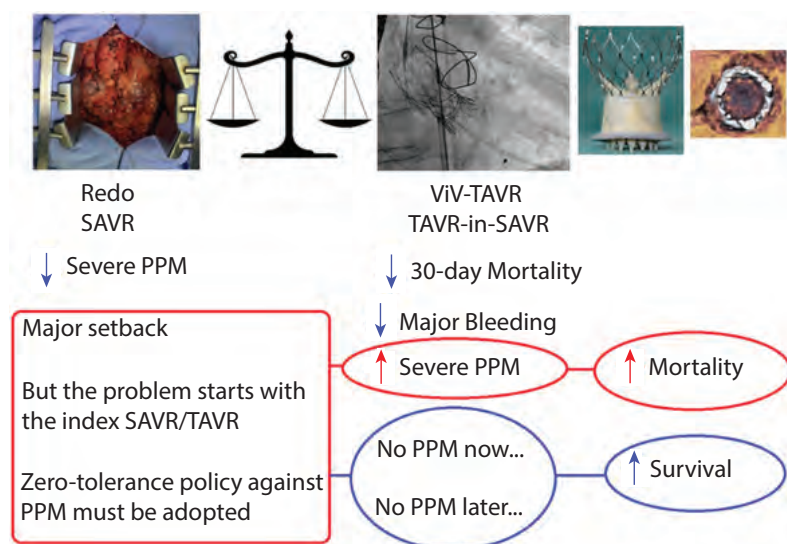 Redo
SAVR
ViV-TAVR
TAVR-in-SAVR
↓ Severe PPM
↓ 30-day Mortality
↓ Major Bleeding
Major setback
But the problem starts with
the index SAVR/TAVR
Zero-tolerance policy against
PPM must be adopted
↑ Severe PPM
↑ Mortality
No PPM now...
No PPM later...
↑ Survival